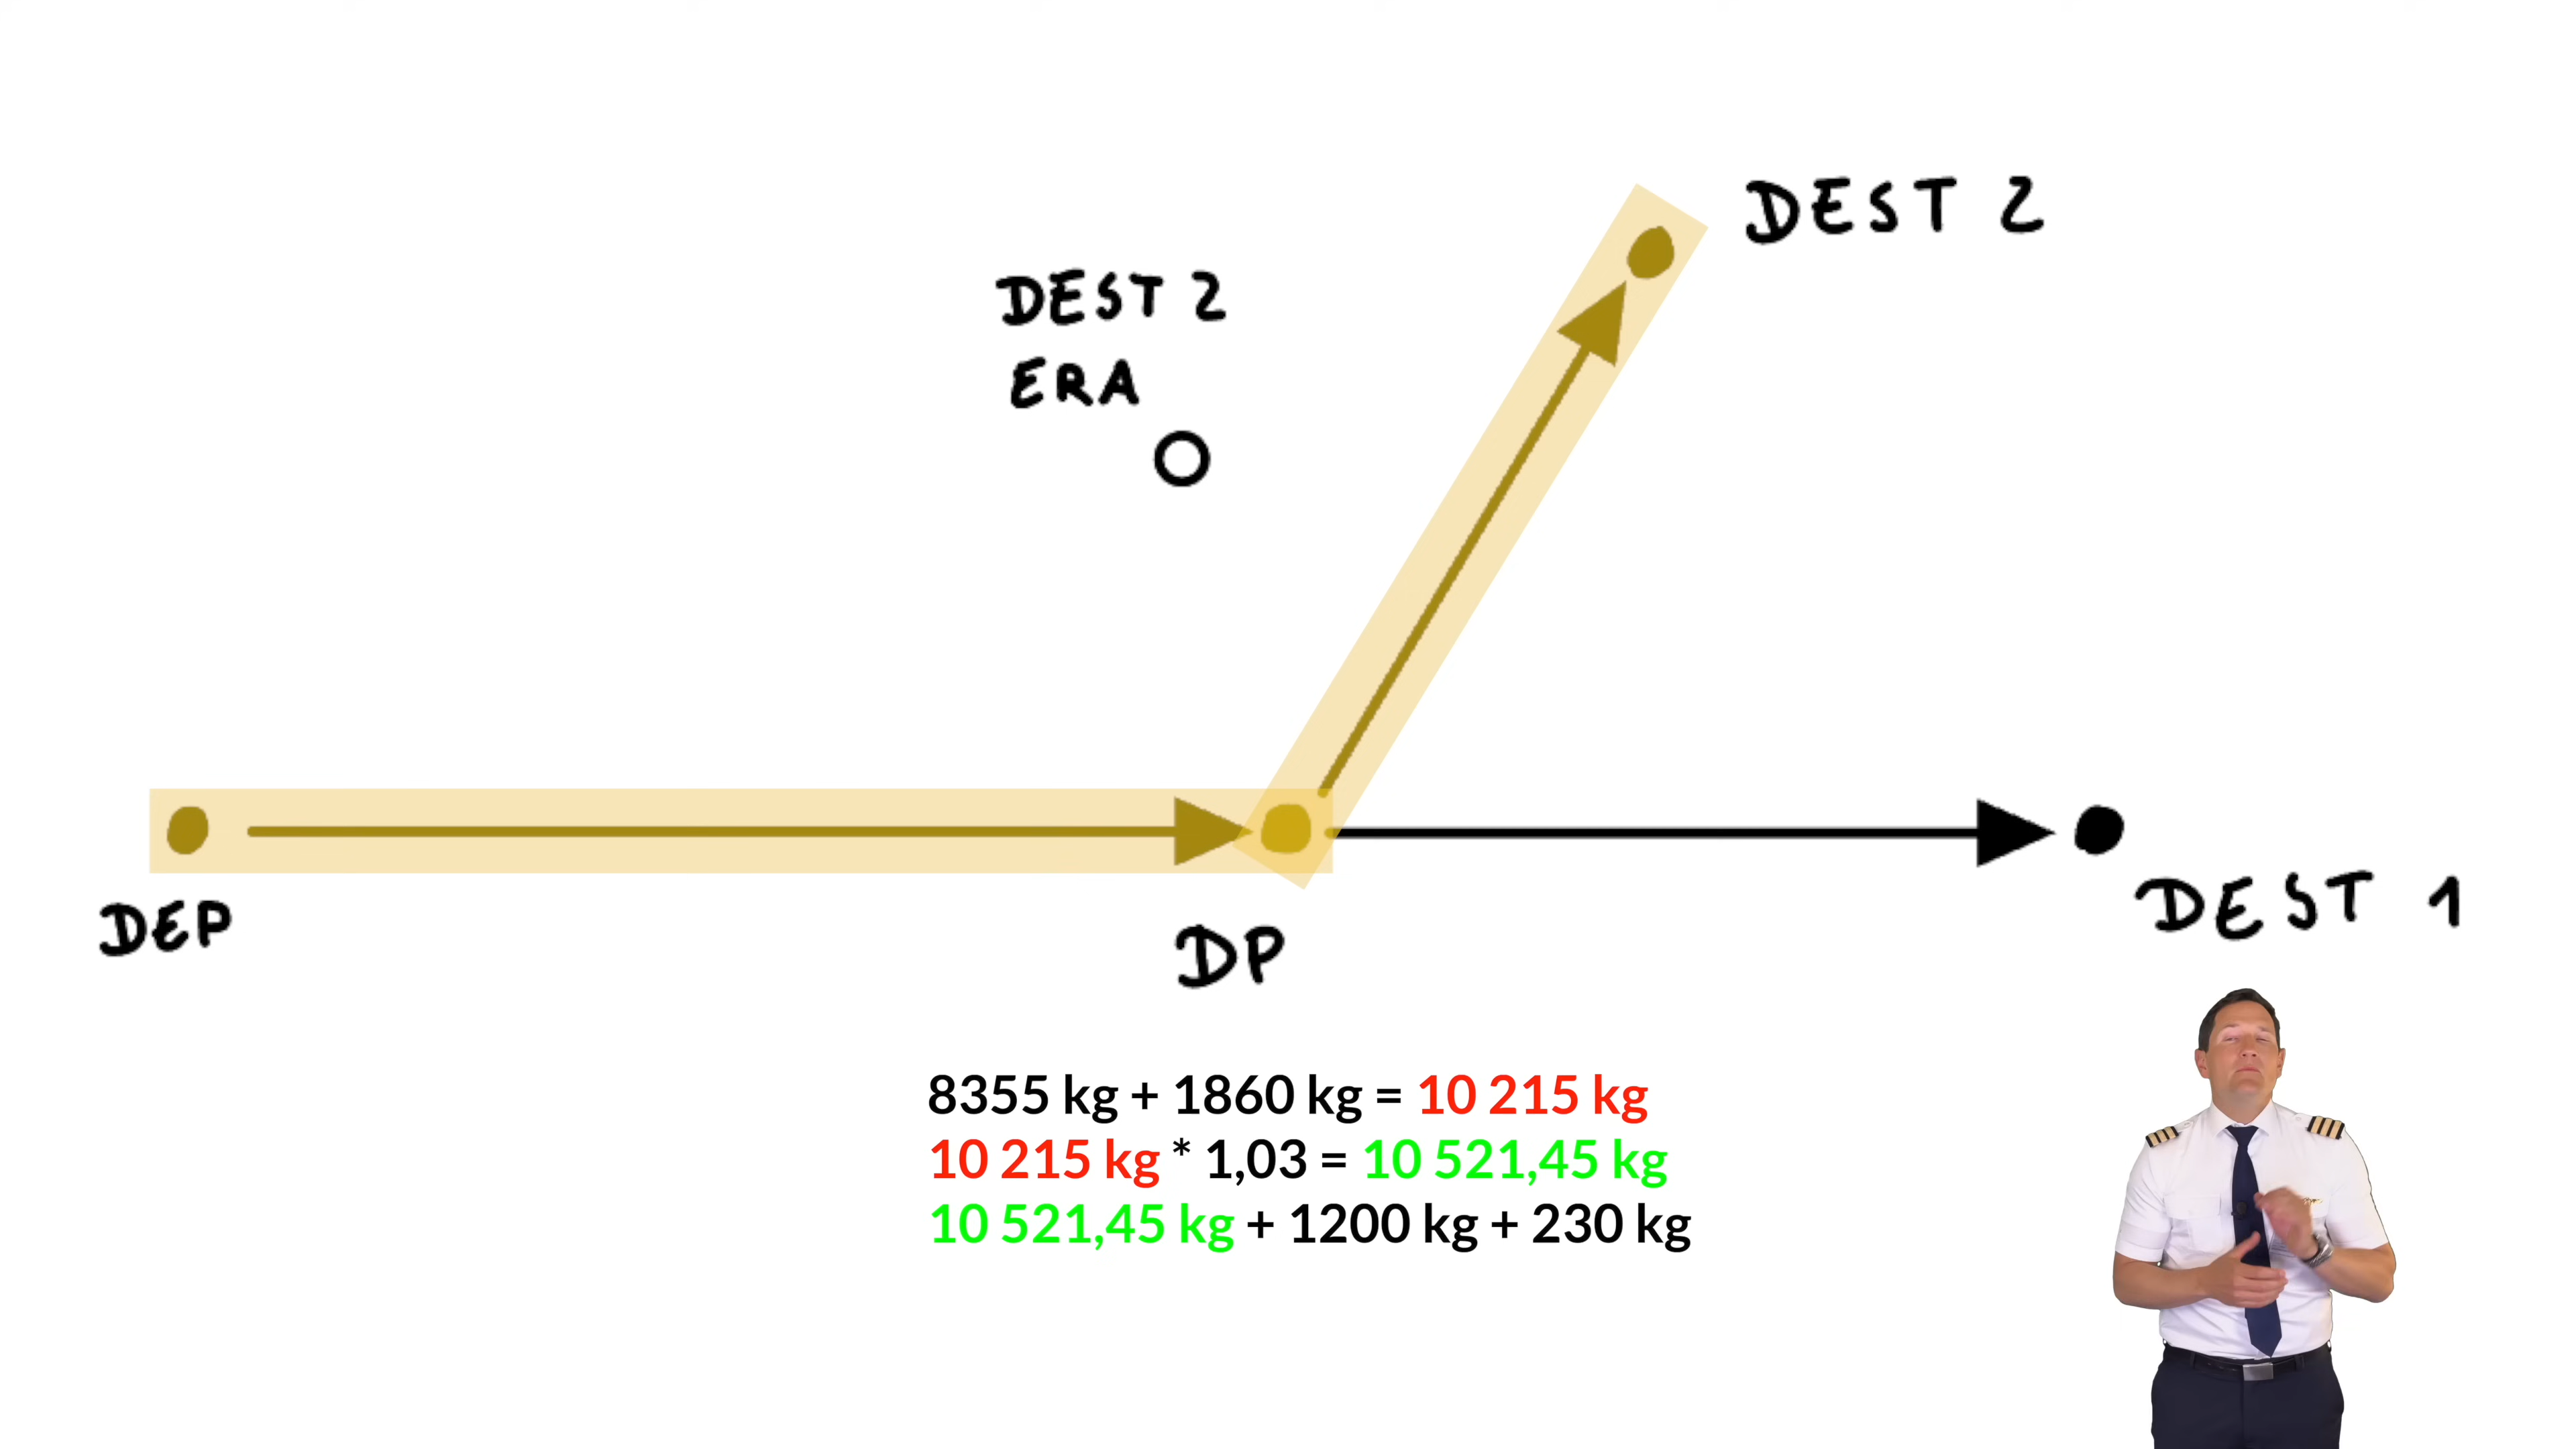 DEST 2
DEST 2
ERA
DEP
DP
DEST 1
8355 kg + 1860 kg = 10 215 kg
10 215 kg * 1,03 = 10 521,45 kg
10 521,45 kg + 1200 kg + 230 kg